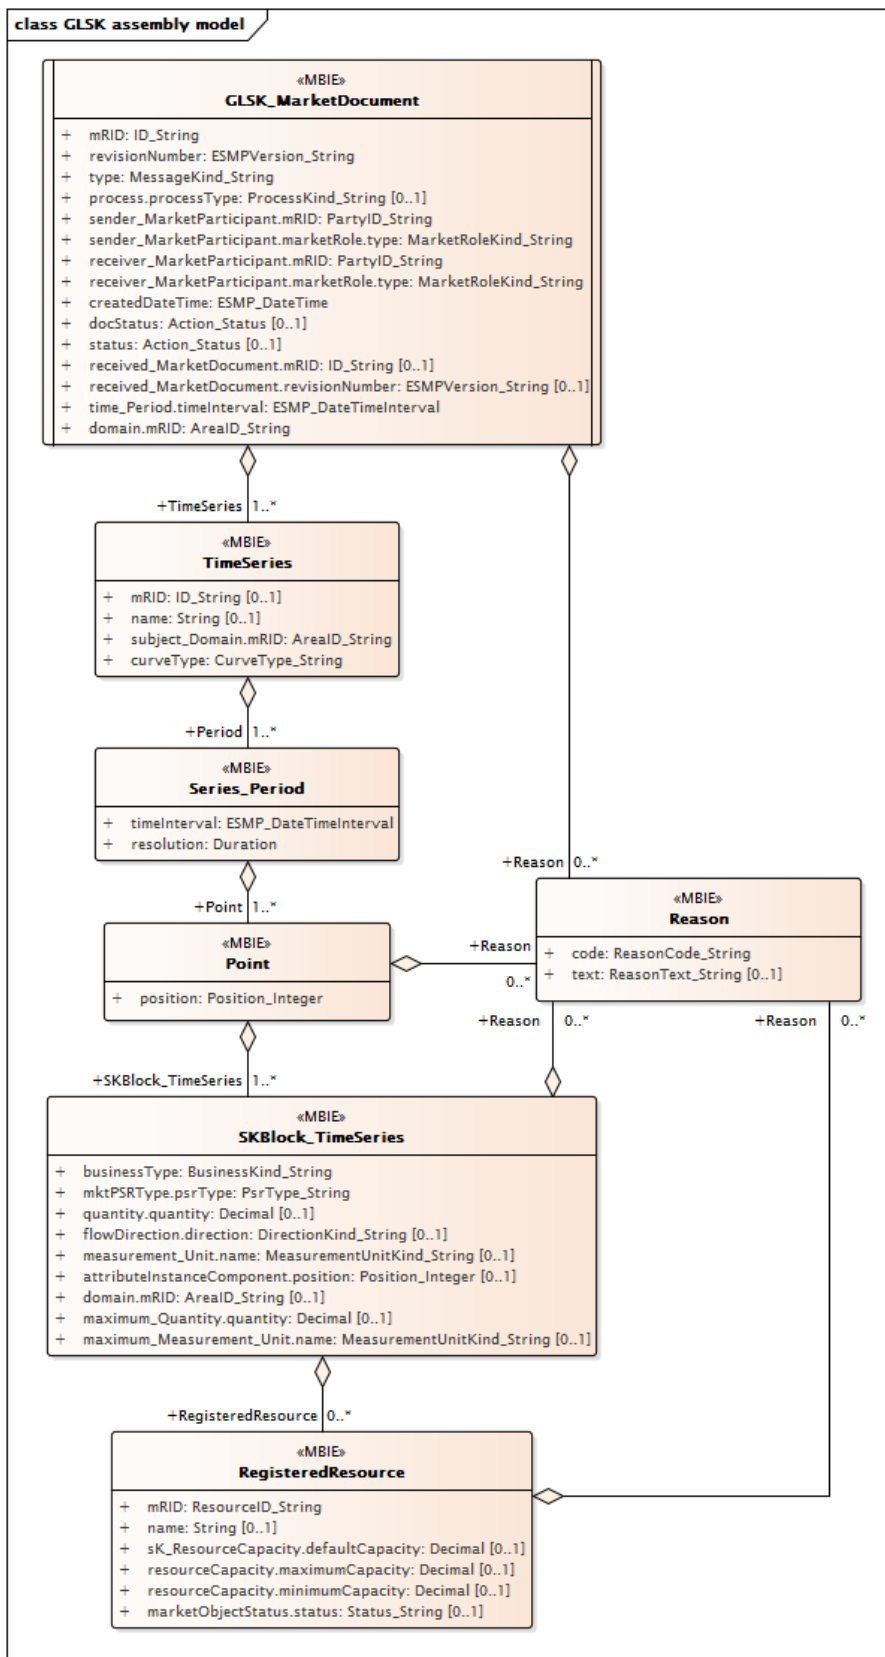 class GLSK assembly model
«MBIE»
GLSK_MarketDocument
+ mRID: ID_String
+ revisionNumber: ESMPVersion_String
+ type: MessageKind_String
+ process.processType: ProcessKind_String [0..1]
+ sender_MarketParticipant.mRID: PartyID_String
+ sender_MarketParticipant.marketRole.type: MarketRoleKind_String
+ receiver_MarketParticipant.mRID: PartyID_String
+ receiver_MarketParticipant.marketRole.type: MarketRoleKind_String
+ createdDateTime: ESMP_DateTime
+ docStatus: Action_Status [0..1]
+ status: Action_Status [0..1]
+ received_MarketDocument.mRID: ID_String [0..1]
+ received_MarketDocument.revisionNumber: ESMPVersion_String [0..1]
+ time_Period.timeInterval: ESMP_DateTimeInterval
+ domain.mRID: AreaID_String
+TimeSeries 1..*
«MBIE»
TimeSeries
+ mRID: ID_String [0..1]
+ name: String [0..1]
+ subject_Domain.mRID: AreaID_String
+ curveType: CurveType_String
+Period 1..*
«MBIE»
Series_Period
+ timeInterval: ESMP_DateTimeInterval
+ resolution: Duration
+Reason 0..*
+Point 1..*
«MBIE»
Reason
+ code: ReasonCode_String
+ text: ReasonText_String [0..1]
«MBIE»
Point
+ position: Position_Integer
+Reason
0..*
+Reason 0..*
+Reason 0..*
+SKBlock_TimeSeries 1..*
«MBIE»
SKBlock_TimeSeries
+ businessType: BusinessKind_String
+ mktPSRType.psrType: PsrType_String
+ quantity.quantity: Decimal [0..1]
+ flowDirection.direction: DirectionKind_String [0..1]
+ measurement_Unit.name: MeasurementUnitKind_String [0..1]
+ attributeInstanceComponent.position: Position_Integer [0..1]
+ domain.mRID: AreaID_String [0..1]
+ maximum_Quantity.quantity: Decimal [0..1]
+ maximum_Measurement_Unit.name: MeasurementUnitKind_String [0..1]
+RegisteredResource 0..*
«MBIE»
RegisteredResource
+ mRID: ResourceID_String
+ name: String [0..1]
+ sK_ResourceCapacity.defaultCapacity: Decimal [0..1]
+ resourceCapacity.maximumCapacity: Decimal [0..1]
+ resourceCapacity.minimumCapacity: Decimal [0..1]
+ marketObjectStatus.status: Status_String [0..1]